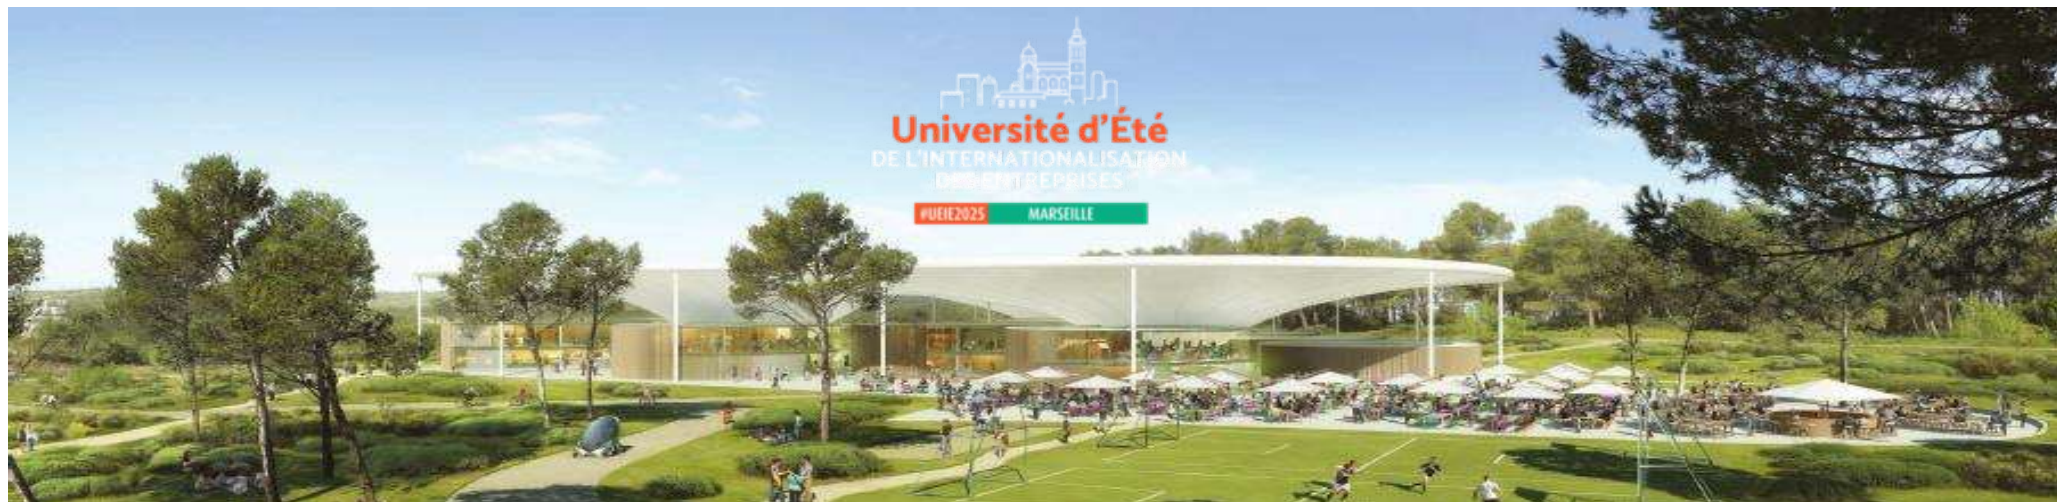 Université d'Été
DE L'INTERNATIONALISATION
DES ENTREPRISES
#UEIE2025 MARSEILLE